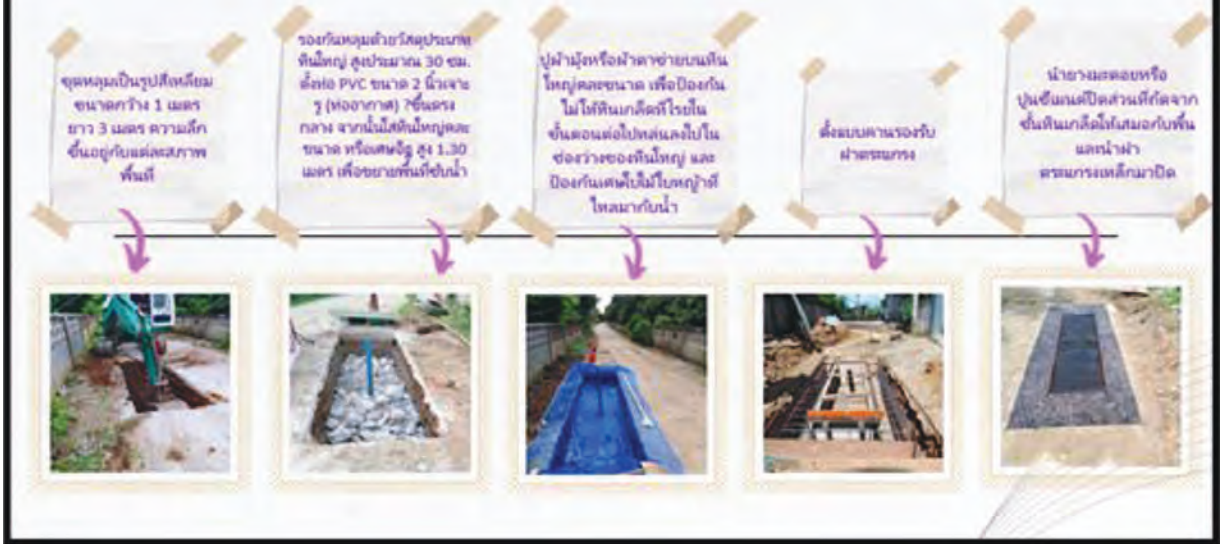 ขุดหลุมเป็นรูปสี่เหลี่ยม
ขนาดกว้าง 1 เมตร
ยาว 3 เมตร ความลึก
ขึ้นอยู่กับแต่ละสภาพ
พื้นที่
รองก้นหลุมด้วยวัสดุประเภท
หินใหญ่ สูงประมาณ 30 ซม.
ตั้งท่อ PVC ขนาด 2 นิ้วเจาะ
รู (ท่ออากาศ) ?ขึ้นตรง
กลาง จากนั้นใส่หินใหญ่คละ
ขนาด หรือเศษอิฐ สูง 1.30
เมตร เพื่อขยายพื้นที่ซับน้ำ
ปูผ้ามุ้งหรือผ้าตาข่ายบนหิน
ใหญ่คละขนาด เพื่อป้องกัน
ไม่ให้หินเกล็ดที่โรยใน
ขั้นตอนต่อไปหล่นลงไปใน
ช่องว่างของหินใหญ่ และ
ป้องกันเศษใบไม้ใบหญ้าที่
ไหลมากับน้ำ
ตั้งแบบคานรองรับ
ฝาตระแกรง
นำยางมะตอยหรือ
ปูนซีเมนต์ปิดส่วนที่ถัดจาก
ชั้นหินเกล็ดให้เสมอกับพื้น
และนำฝา
ตระแกรงเหล็กมาปิด